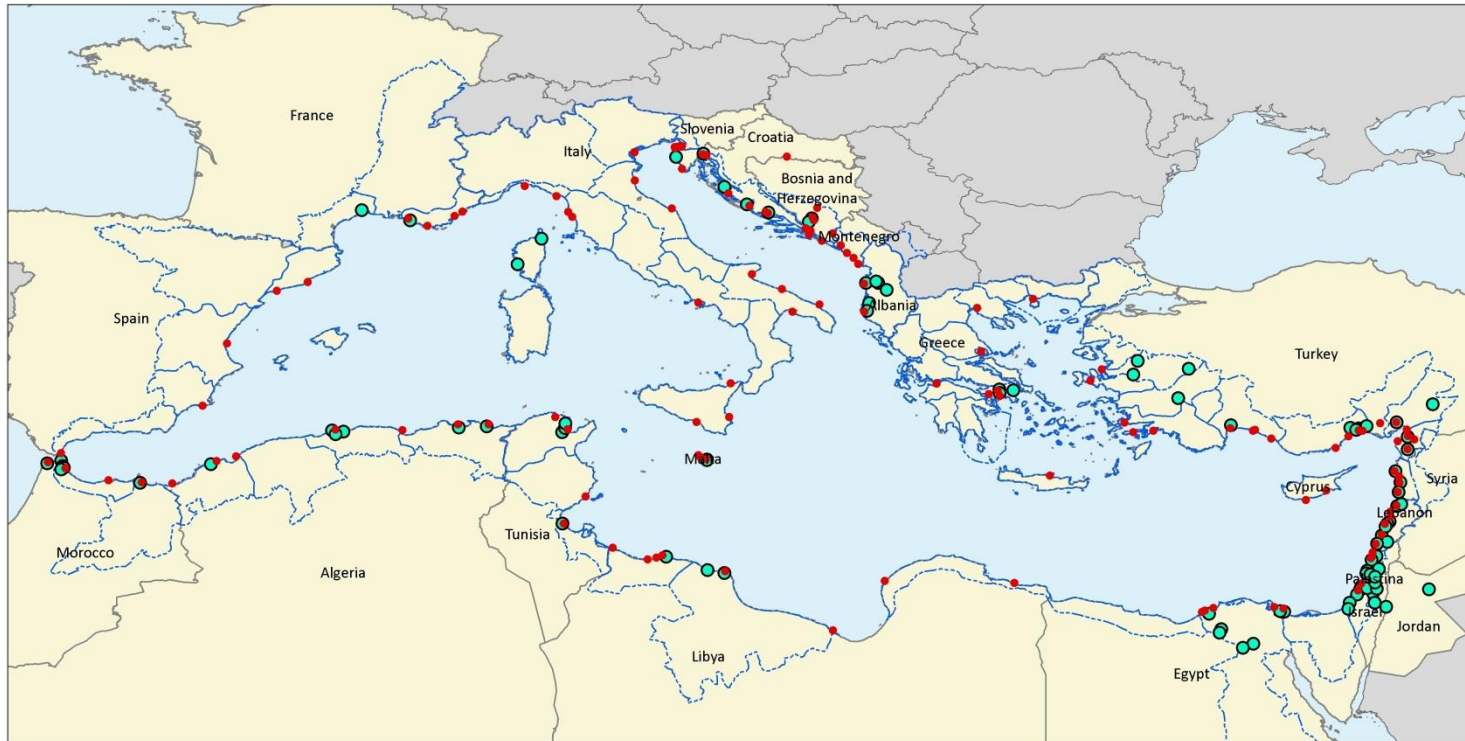 France
Slovenia
Croatia
Italy
Bosnia and
Herzegovina
Montenegro
Spain
Albania
Greece
Turkey
Malta
Cyprus
Syria
Lebanon
Tunisia
Morocco
Algeria
Palestina
Israel
Jordan
Libya
Egypt